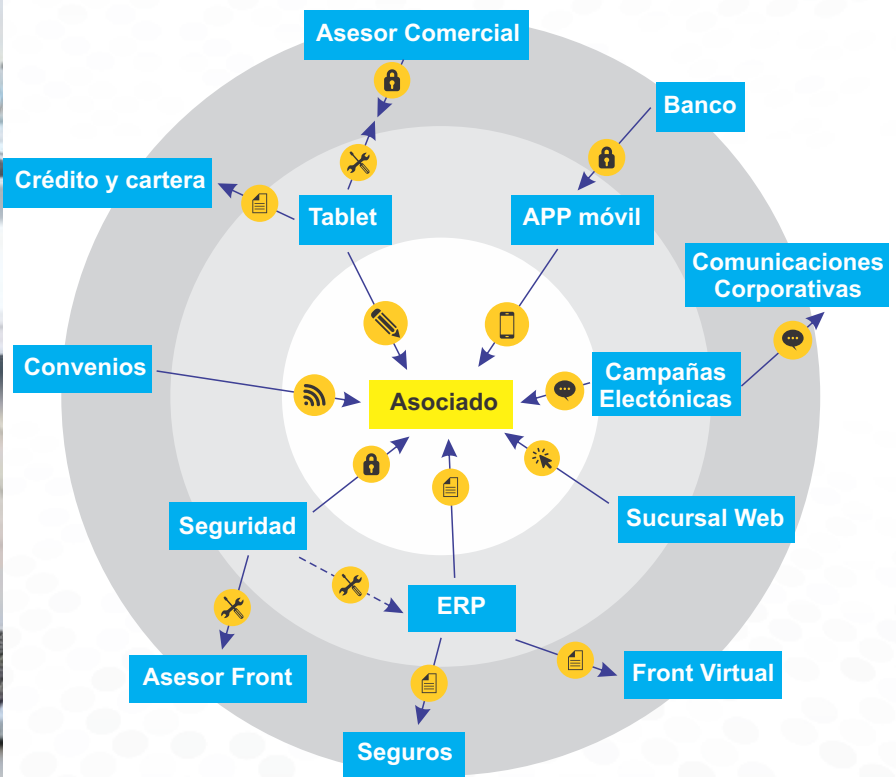 Asesor Comercial
Banco
Crédito y cartera
Tablet
APP móvil
Comunicaciones
Corporativas
Convenios
Campañas
Electónicas
Asociado
Sucursal Web
Seguridad
ERP
Asesor Front
Front Virtual
Seguros